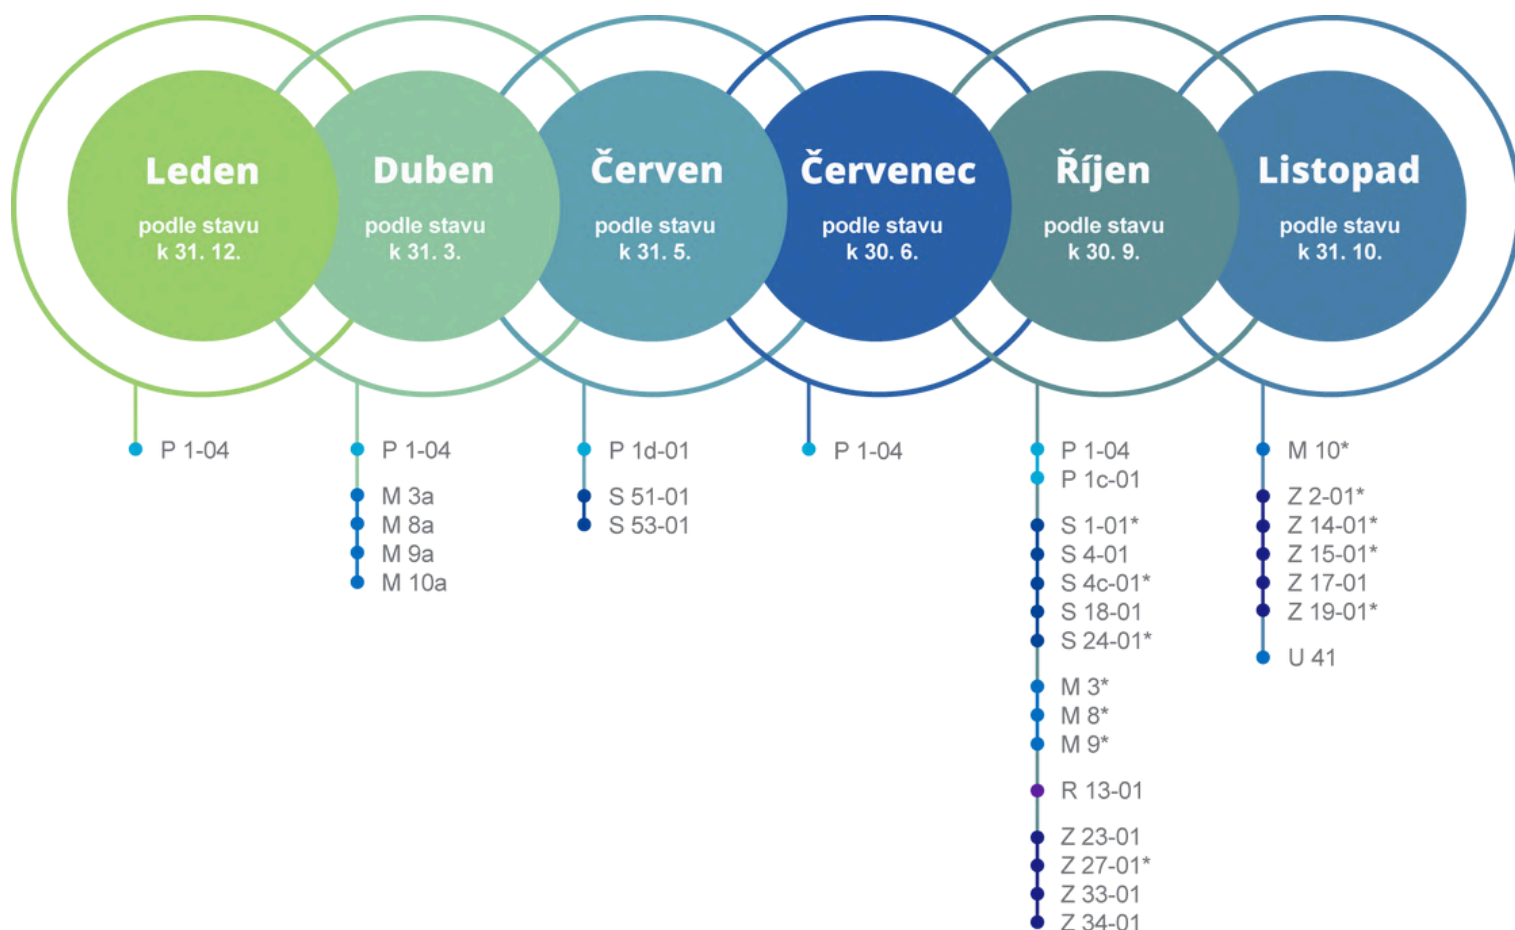 Leden
podle stavu
k 31. 12.
P 1-04
Duben
podle stavu
k 31. 3.
P 1-04
M 3a
M 8a
M 9a
M 10a
Červen
podle stavu
k 31. 5.
P 1d-01
S 51-01
S 53-01
Červenec
podle stavu
k 30. 6.
P 1-04
Říjen
podle stavu
k 30. 9.
P 1-04
P 1c-01
S 1-01*
S 4-01
S 4c-01*
S 18-01
S 24-01*
M 3*
M 8*
M 9*
R 13-01
Z 23-01
Z 27-01*
Z 33-01
Z 34-01
Listopad
podle stavu
k 31. 10.
M 10*
Z 2-01*
Z 14-01*
Z 15-01*
Z 17-01
Z 19-01*
U 41